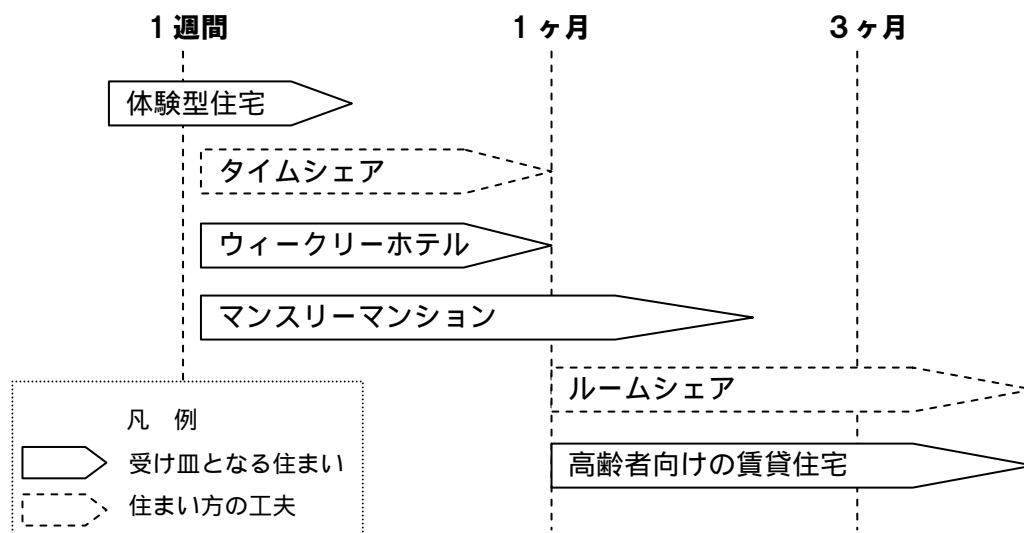 １週間
１ヶ月
３ヶ月
体験型住宅
タイムシェア
ウィークリーホテル
マンスリーマンション
ルームシェア
高齢者向けの賃貸住宅
凡　例
受け皿となる住まい
住まい方の工夫